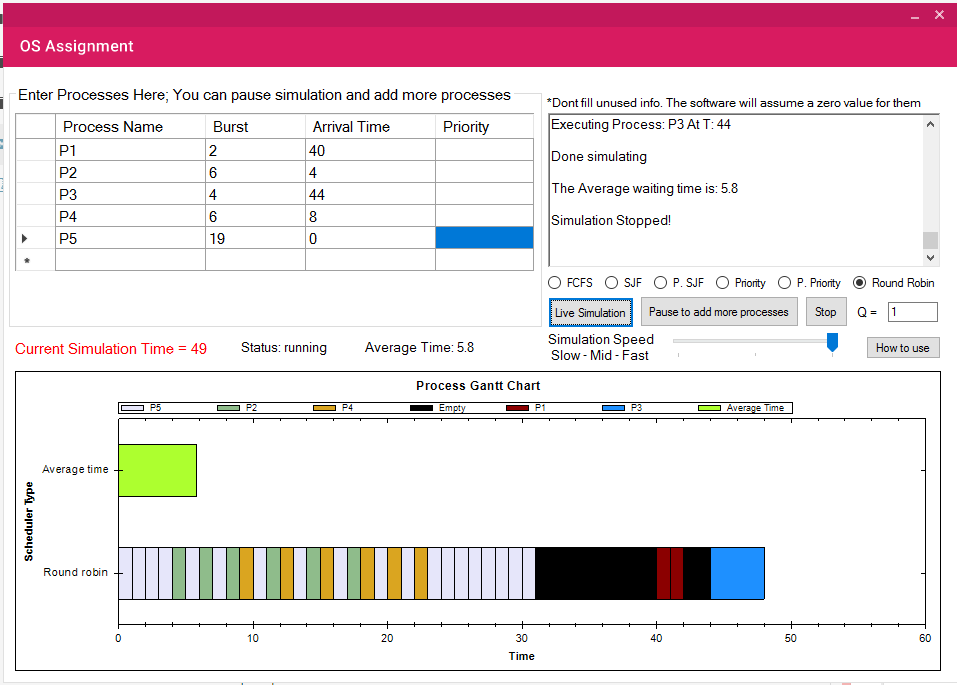 OS Assignment
Enter Processes Here; You can pause simulation and add more processes
Process Name Burst Arrival Time Priority
P1 2 40
P2 6 4
P3 4 44
P4 6 8
P5 19 0
*
*Dont fill unused info. The software will assume a zero value for them
Executing Process: P3 At T: 44
Done simulating
The Average waiting time is: 5.8
Simulation Stopped!
FCFS SJF P. SJF Priority P. Priority Round Robin
Live Simulation Pause to add more processes Stop Q = 1
Simulation Speed
Slow - Mid - Fast
How to use
Current Simulation Time = 49 Status: running Average Time: 5.8
Process Gantt Chart
P5 P2 P4 Empty P1 P3 Average Time
Scheduler Type
Average time
Round robin
0 10 20 30 40 50 60
Time